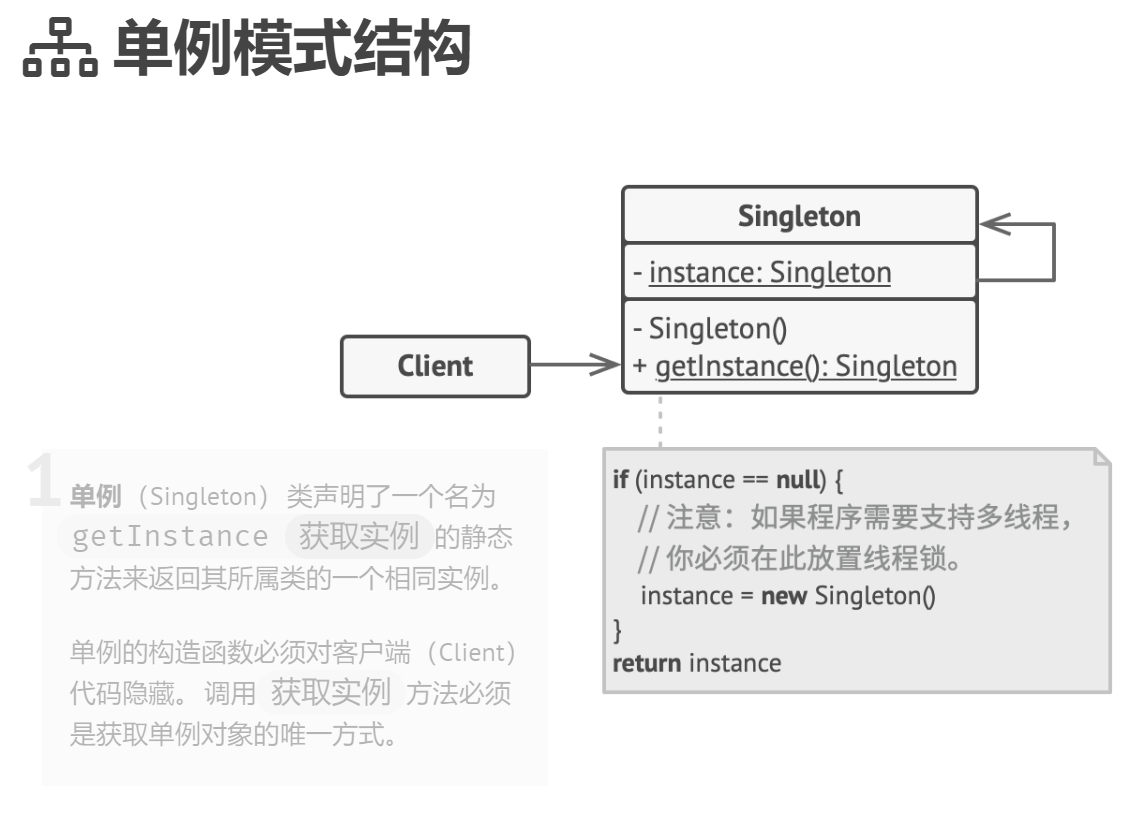 单例模式结构
Singleton
- instance: Singleton
- Singleton()
+ getInstance(): Singleton
Client
1
单例（Singleton）类声明了一个名为
getInstance 获取实例 的静态
方法来返回其所属类的一个相同实例。
单例的构造函数必须对客户端（Client）
代码隐藏。调用 获取实例 方法必须
是获取单例对象的唯一方式。
if (instance == null) {
// 注意：如果程序需要支持多线程，
// 你必须在此放置线程锁。
instance = new Singleton()
}
return instance